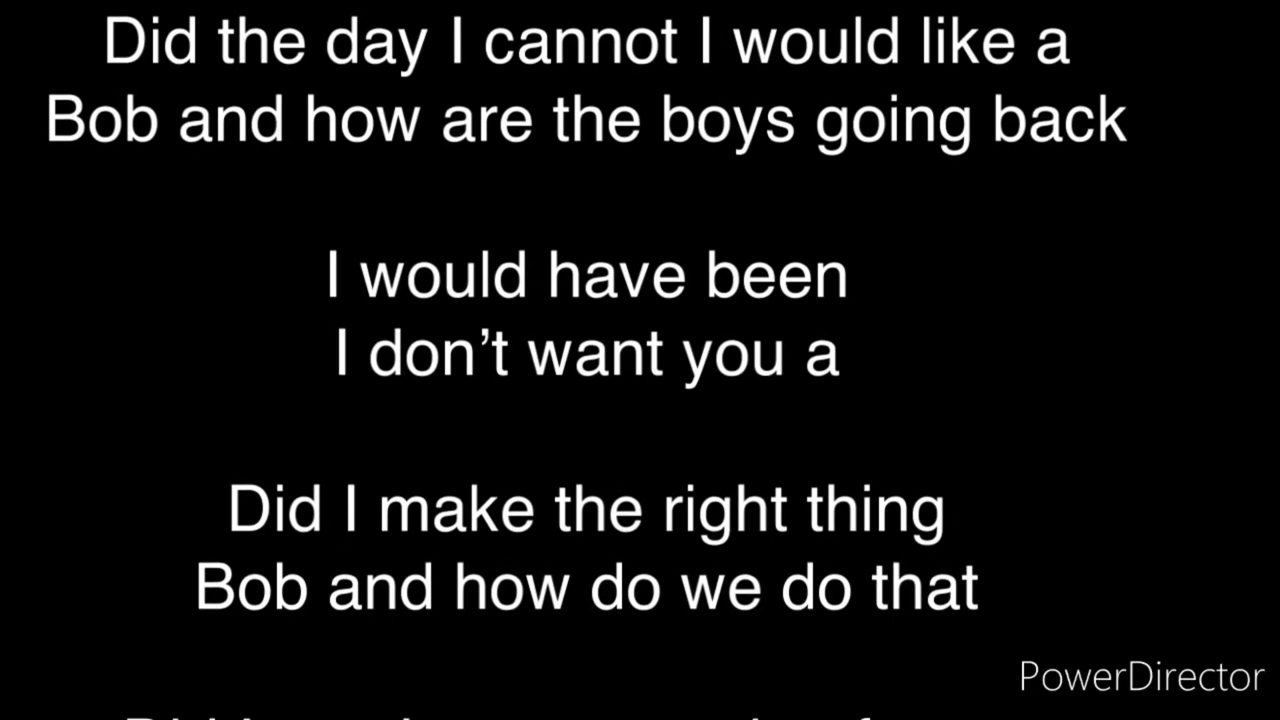 Did the day I cannot I would like a
Bob and how are the boys going back
I would have been
I don’t want you a
Did I make the right thing
Bob and how do we do that
PowerDirector